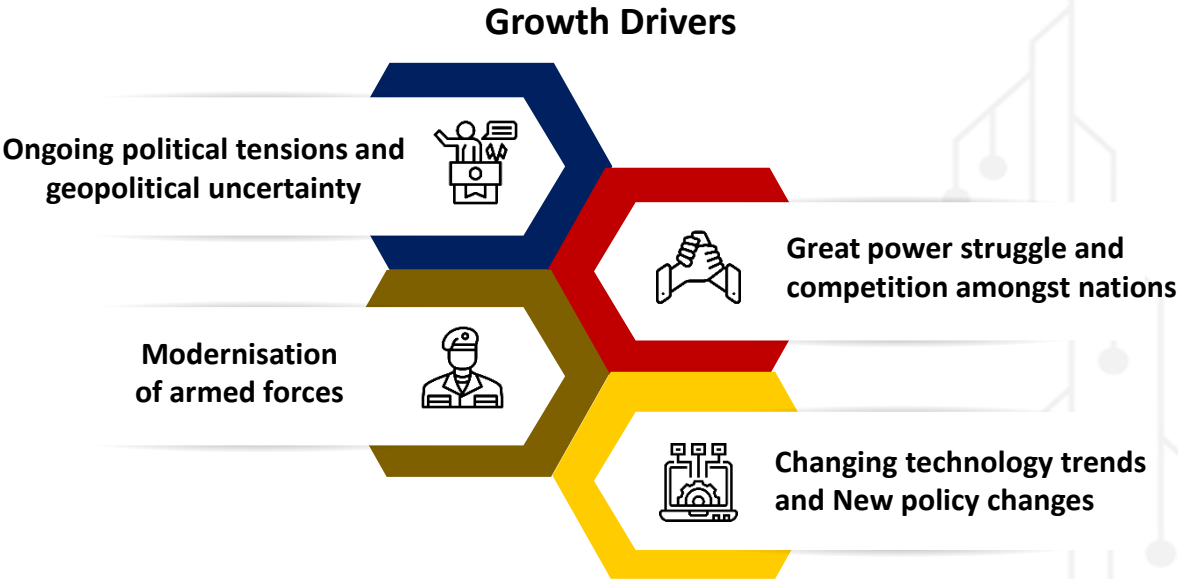 Growth Drivers
Ongoing political tensions and
geopolitical uncertainty
Great power struggle and
competition amongst nations
Modernisation
of armed forces
Changing technology trends
and New policy changes